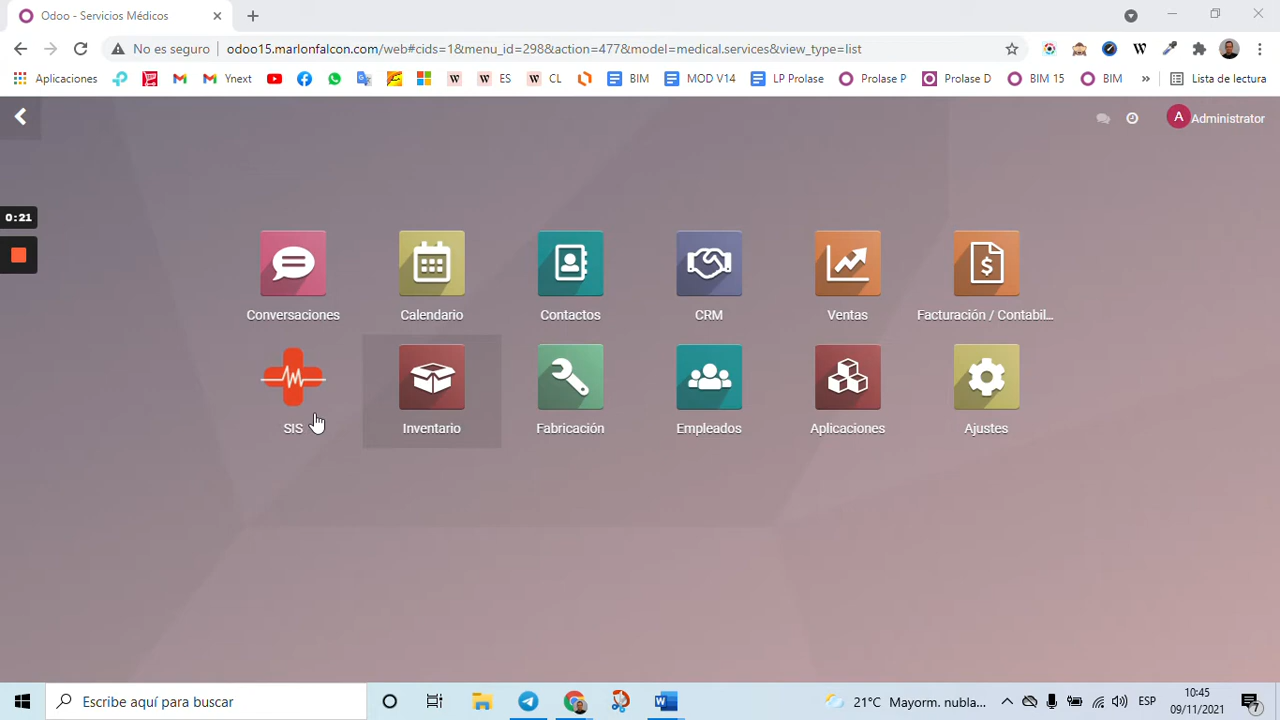 Odoo - Servicios Médicos
No es seguro odoo15.marlonfalcon.com/web#cids=1&menu_id=298&action=477&model=medical.services&view_type=list
Aplicaciones Ynext ES CL BIM MOD V14 LP Prolase Prolase P Prolase D BIM 15 BIM » Lista de lectura
A Administrator
0:21
Conversaciones Calendario Contactos CRM Ventas Facturación / Contabil...
SIS Inventario Fabricación Empleados Aplicaciones Ajustes
Escribe aquí para buscar
21°C Mayorm. nubla... ESP
10:45
09/11/2021
7